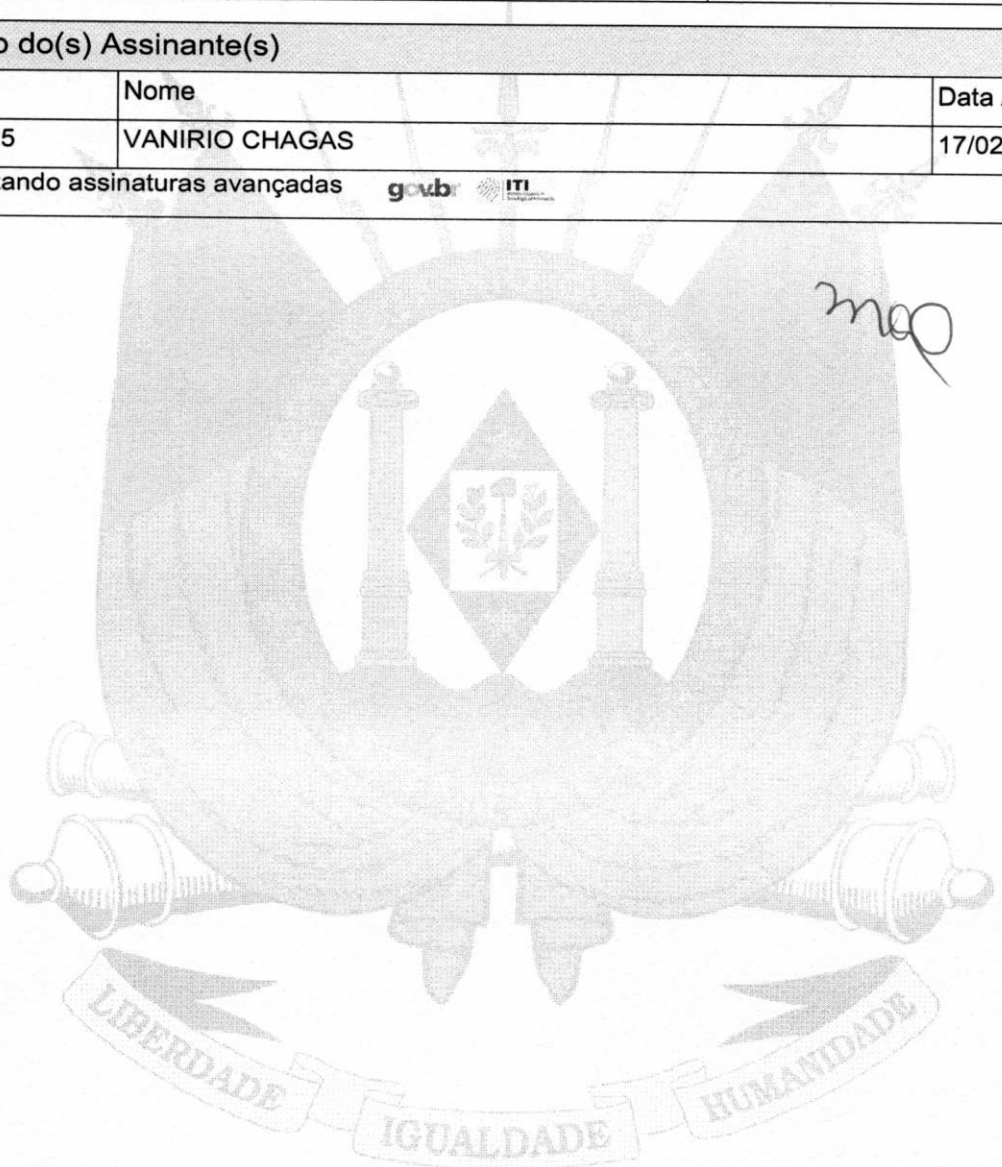 o do(s) Assinante(s)
Nome Data
5 VANIRIO CHAGAS 17/02
ando assinaturas avançadas gov.br ITI
LIBERDADE IGUALDADE HUMANIDADE